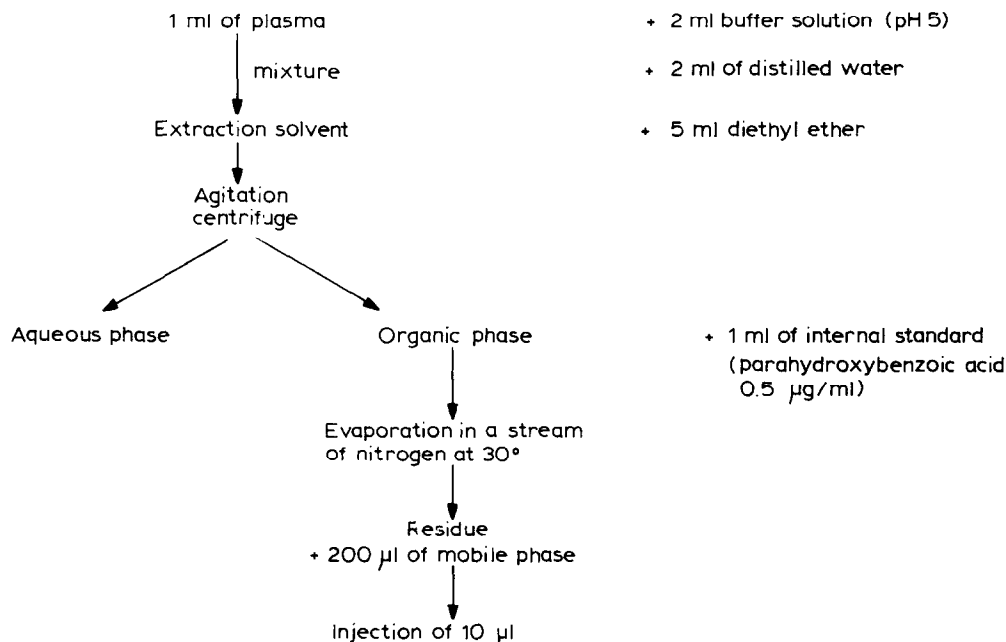 1 ml of plasma
+ 2 ml buffer solution (pH 5)
mixture
+ 2 ml of distilled water
Extraction solvent
+ 5 ml diethyl ether
Agitation
centrifuge
Aqueous phase
Organic phase
+ 1 ml of internal standard
(parahydroxybenzoic acid
0.5 µg/ml)
Evaporation in a stream
of nitrogen at 30°
Residue
+ 200 µl of mobile phase
Injection of 10 µl